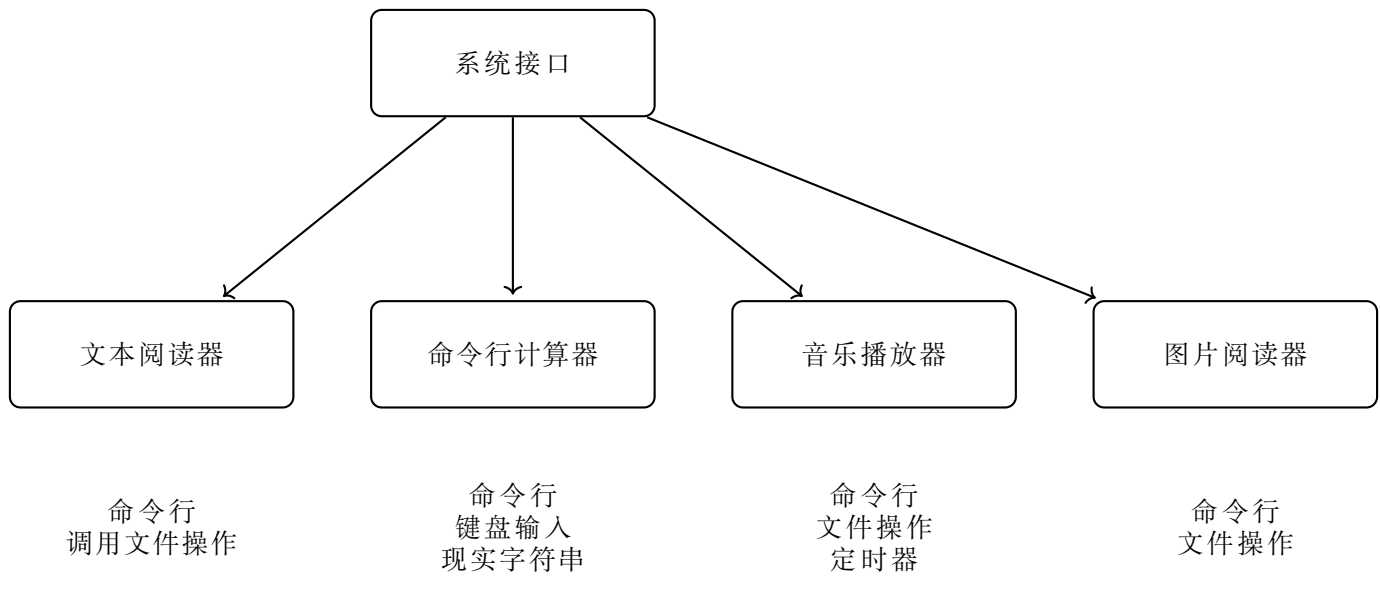 系统接口
文本阅读器
命令行计算器
音乐播放器
图片阅读器
命令行
调用文件操作
命令行
键盘输入
现实字符串
命令行
文件操作
定时器
命令行
文件操作